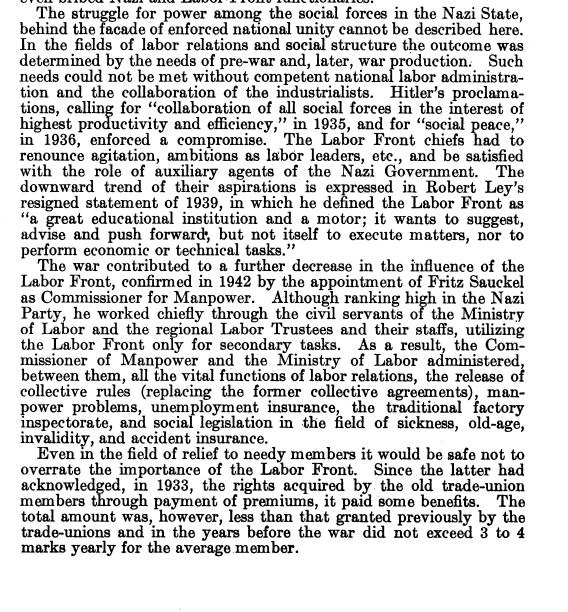 even bribed Nazi and Labor Front functionaries.
The struggle for power among the social forces in the Nazi State,
behind the facade of enforced national unity cannot be described here.
In the fields of labor relations and social structure the outcome was
determined by the needs of pre-war and, later, war production. Such
needs could not be met without competent national labor administra-
tion and the collaboration of the industrialists. Hitler's proclama-
tions, calling for "collaboration of all social forces in the interest of
highest productivity and efficiency," in 1935, and for "social peace,"
in 1936, enforced a compromise. The Labor Front chiefs had to
renounce agitation, ambitions as labor leaders, etc., and be satisfied
with the role of auxiliary agents of the Nazi Government. The
downward trend of their aspirations is expressed in Robert Ley's
resigned statement of 1939, in which he defined the Labor Front as
"a great educational institution and a motor; it wants to suggest,
advise and push forward, but not itself to execute matters, nor to
perform economic or technical tasks."
The war contributed to a further decrease in the influence of the
Labor Front, confirmed in 1942 by the appointment of Fritz Sauckel
as Commissioner for Manpower. Although ranking high in the Nazi
Party, he worked chiefly through the civil servants of the Ministry
of Labor and the regional Labor Trustees and their staffs, utilizing
the Labor Front only for secondary tasks. As a result, the Com-
missioner of Manpower and the Ministry of Labor administered,
between them, all the vital functions of labor relations, the release of
collective rules (replacing the former collective agreements), man-
power problems, unemployment insurance, the traditional factory
inspectorate, and social legislation in the field of sickness, old-age,
invalidity, and accident insurance.
Even in the field of relief to needy members it would be safe not to
overrate the importance of the Labor Front. Since the latter had
acknowledged, in 1933, the rights acquired by the old trade-union
members through payment of premiums, it paid some benefits. The
total amount was, however, less than that granted previously by the
trade-unions and in the years before the war did not exceed 3 to 4
marks yearly for the average member.